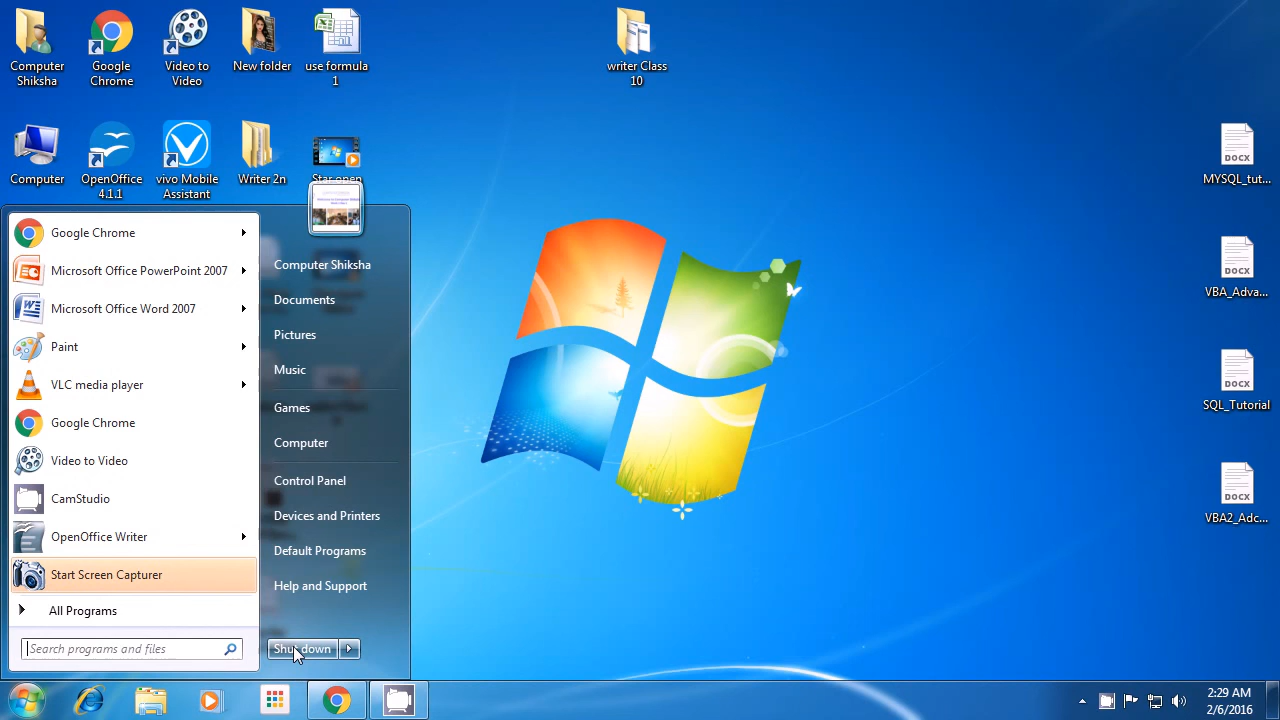 Computer
Shiksha
Google
Chrome
Video to
Video
New folder
use formula
1
writer Class
10
Computer
OpenOffice
4.1.1
vivo Mobile
Assistant
Writer 2n
MYSQL_tut...
VBA_Adva...
SQL_Tutorial
VBA2_Adc...
DOCX
DOCX
DOCX
DOCX
Google Chrome
Microsoft Office PowerPoint 2007
Microsoft Office Word 2007
Paint
VLC media player
Google Chrome
Video to Video
CamStudio
OpenOffice Writer
Start Screen Capturer
All Programs
Search programs and files
Computer Shiksha
Documents
Pictures
Music
Games
Computer
Control Panel
Devices and Printers
Default Programs
Help and Support
Shut down
2:29 AM
2/6/2016